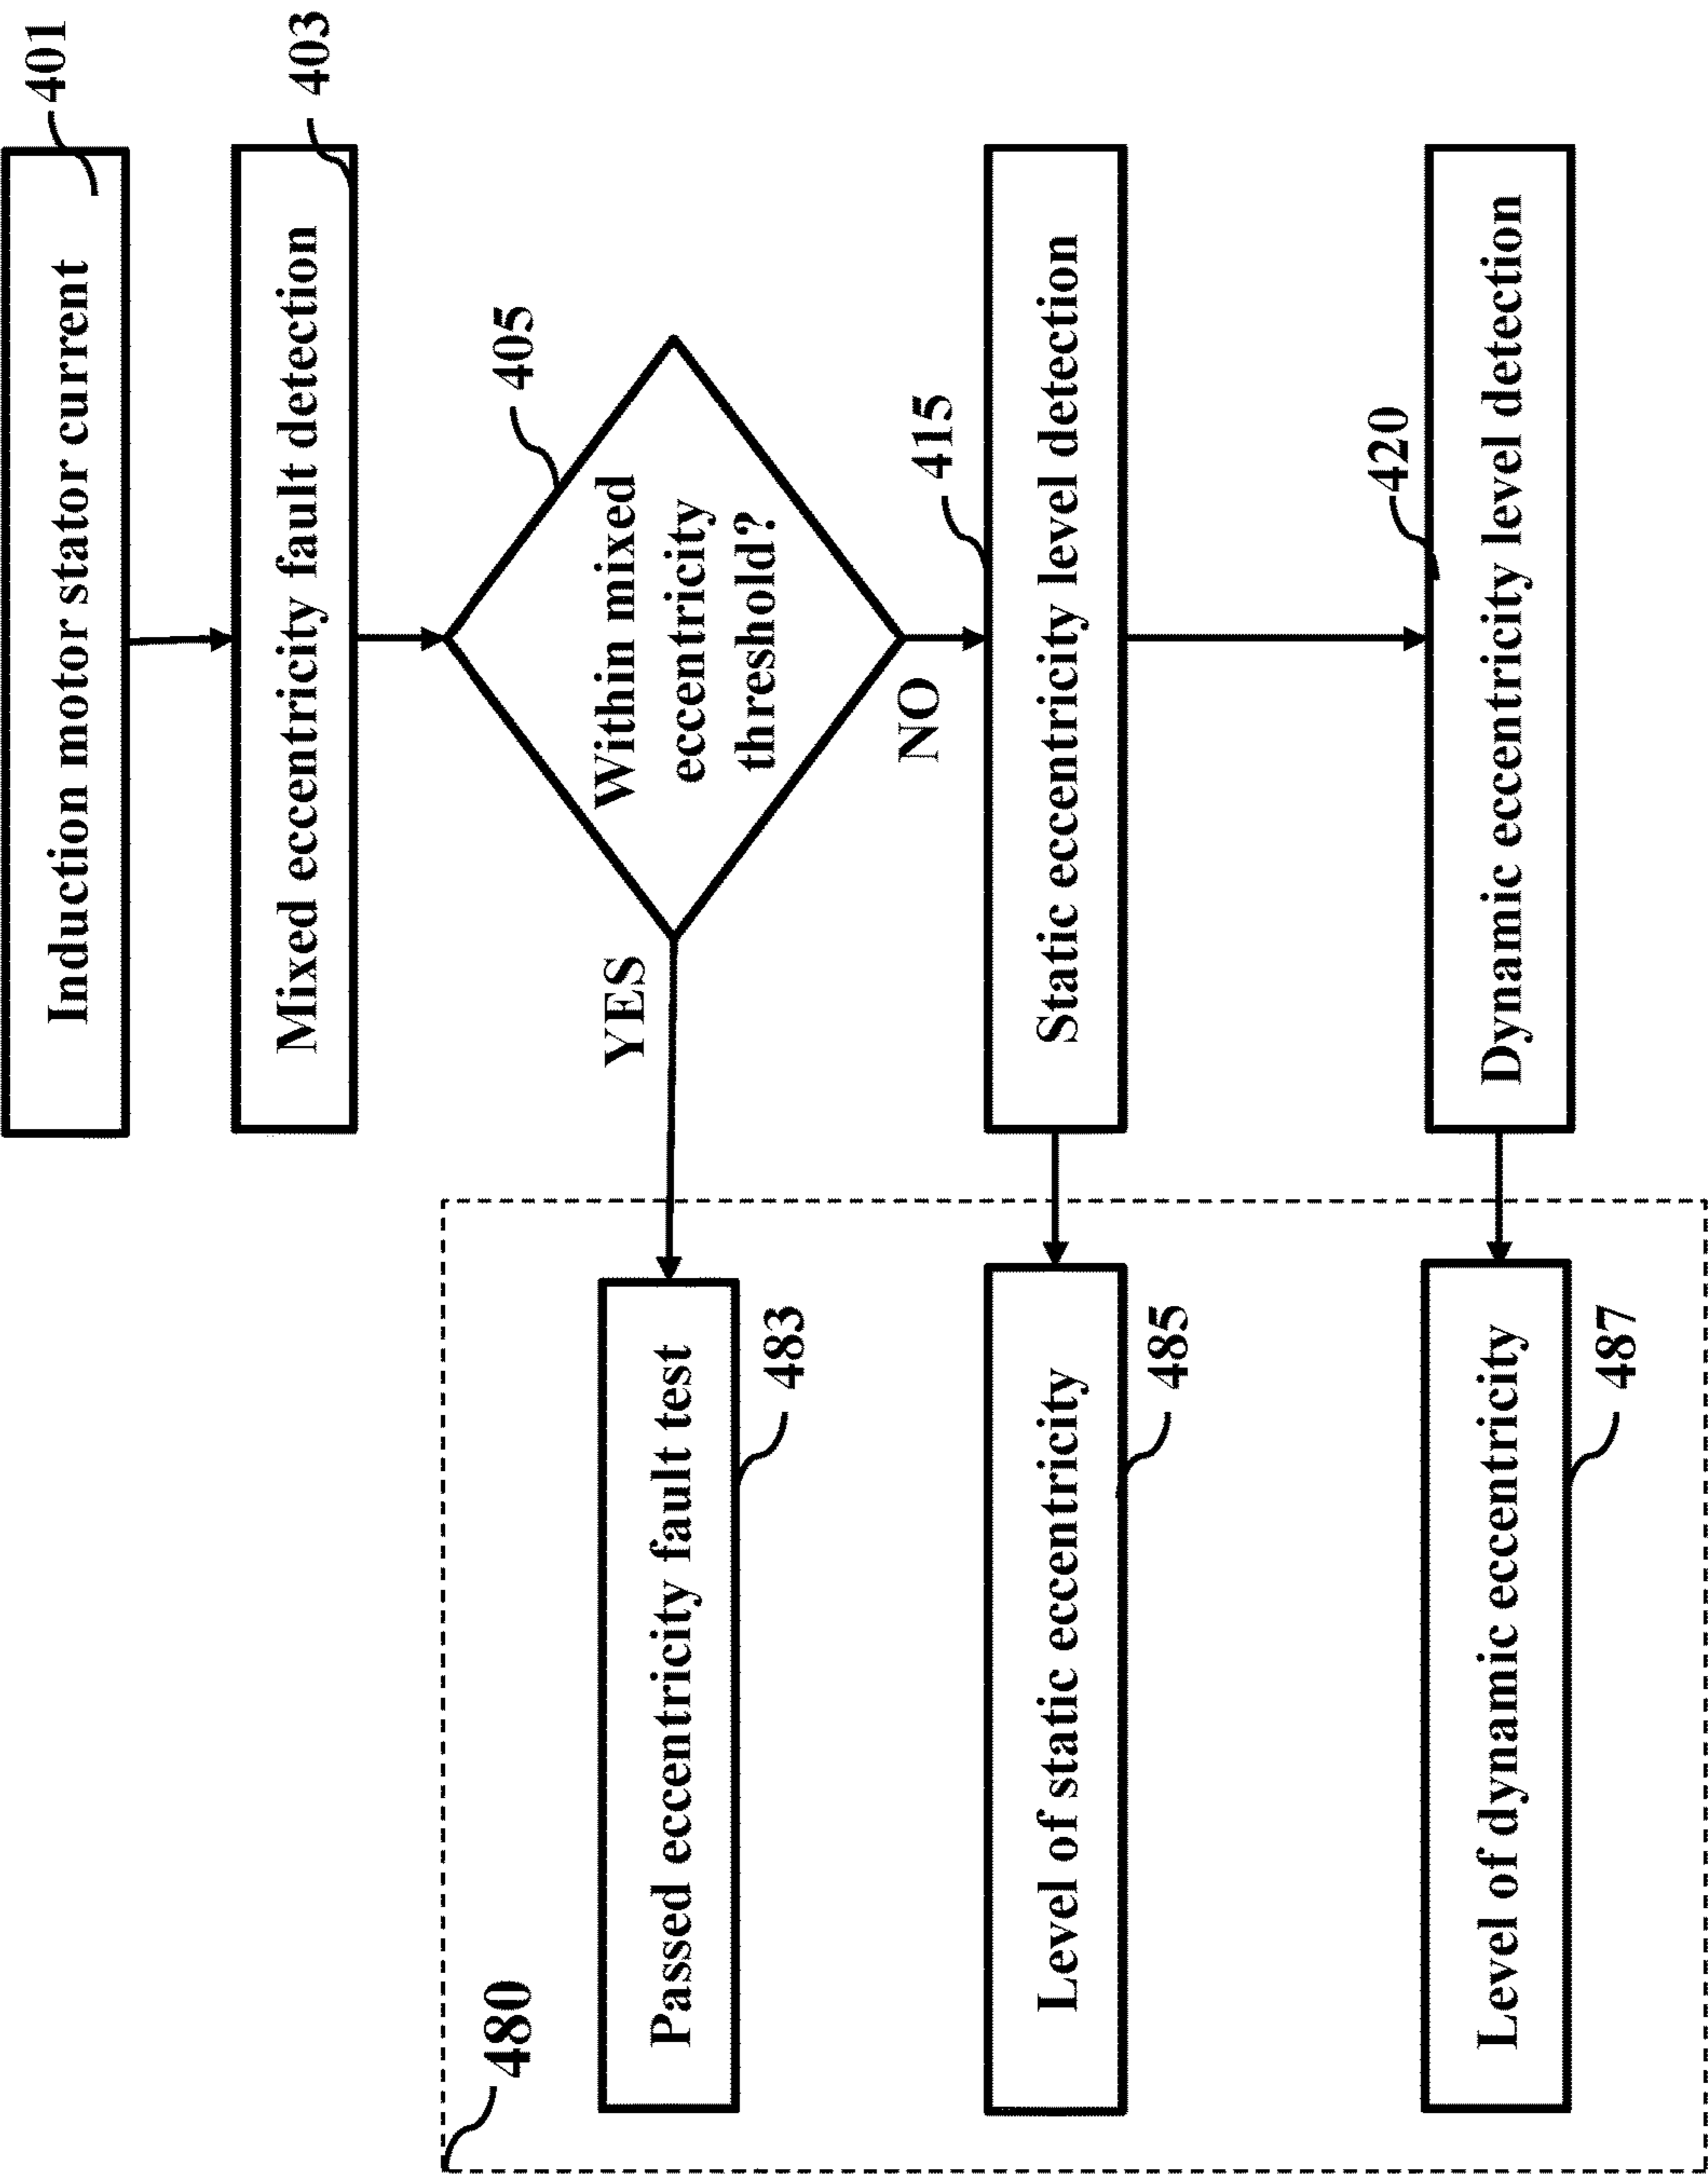 401
Induction motor stator current
403
Mixed eccentricity fault detection
405
Within mixed
eccentricity
threshold?
YES
NO
415
Static eccentricity level detection
420
Dynamic eccentricity level detection
480
Passed eccentricity fault test
483
Level of static eccentricity
485
Level of dynamic eccentricity
487